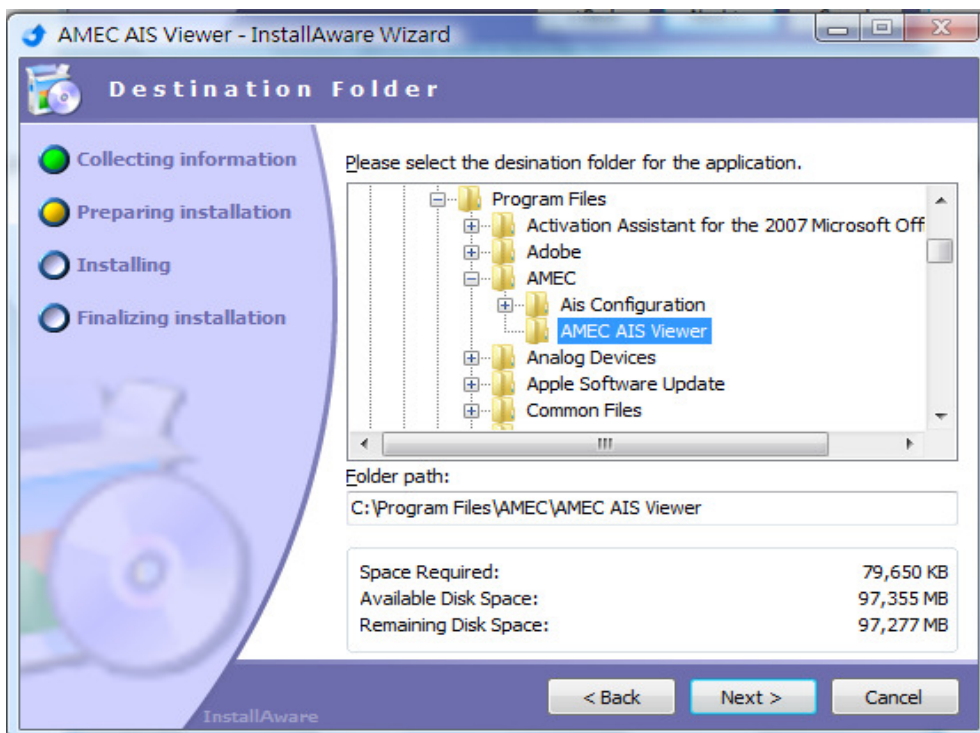 AMEC AIS Viewer - InstallAware Wizard
Destination Folder
Collecting information
Preparing installation
Installing
Finalizing installation
Please select the desination folder for the application.
Program Files
Activation Assistant for the 2007 Microsoft Off
Adobe
AMEC
Ais Configuration
AMEC AIS Viewer
Analog Devices
Apple Software Update
Common Files
Folder path:
C:\Program Files\AMEC\AMEC AIS Viewer
Space Required: 79,650 KB
Available Disk Space: 97,355 MB
Remaining Disk Space: 97,277 MB
InstallAware
< Back Next > Cancel